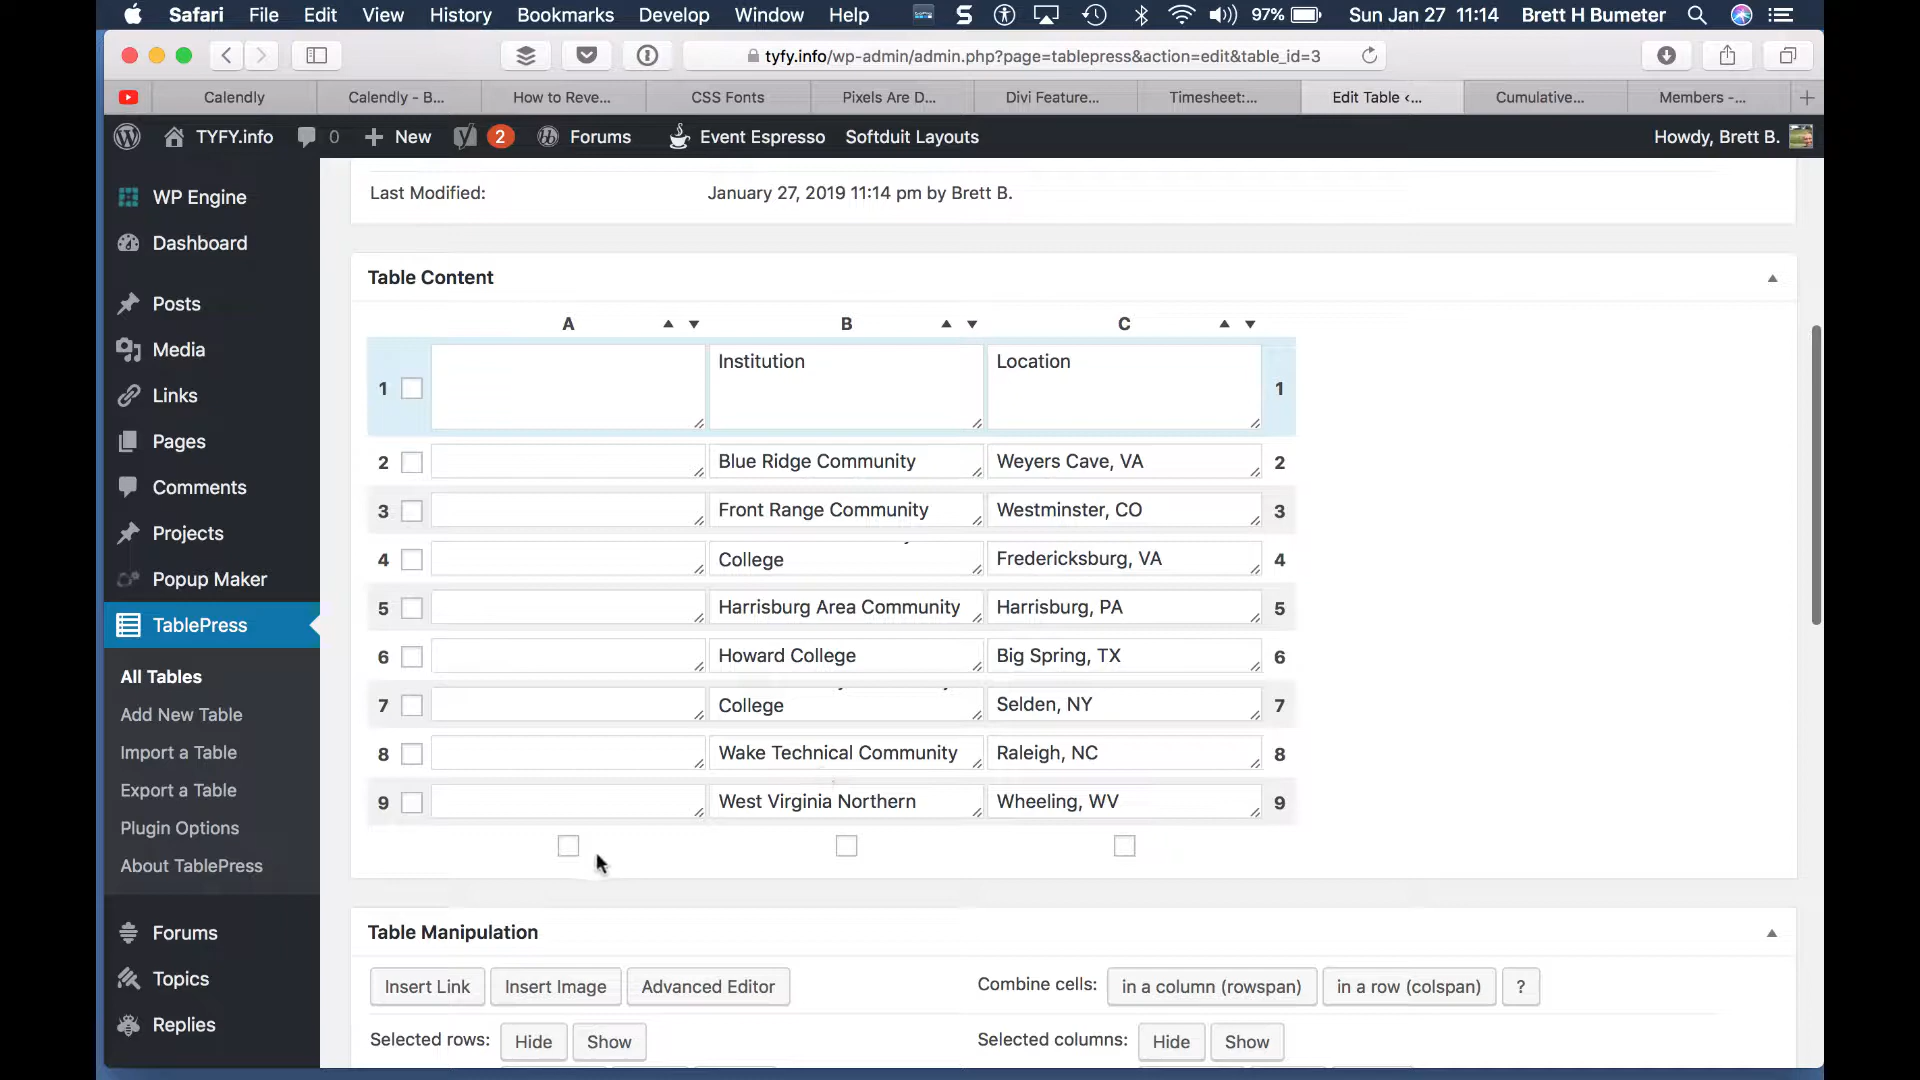 Safari File Edit View History Bookmarks Develop Window Help 97% Sun Jan 27 11:14 Brett H Bumeter
tyfy.info/wp-admin/admin.php?page=tablepress&action=edit&table_id=3
Calendly Calendly - B... How to Reve... CSS Fonts Pixels Are D... Divi Feature... Timesheet:... Edit Table ‹... Cumulative... Members -...
TYFY.info 0 New 2 Forums Event Espresso Softduit Layouts Howdy, Brett B.
WP Engine
Dashboard
Posts
Media
Links
Pages
Comments
Projects
Popup Maker
TablePress
All Tables
Add New Table
Import a Table
Export a Table
Plugin Options
About TablePress
Forums
Topics
Replies
Last Modified: January 27, 2019 11:14 pm by Brett B.
Table Content
A B C
1 Institution Location 1
2 Blue Ridge Community Weyers Cave, VA 2
3 Front Range Community Westminster, CO 3
4 College Fredericksburg, VA 4
5 Harrisburg Area Community Harrisburg, PA 5
6 Howard College Big Spring, TX 6
7 College Selden, NY 7
8 Wake Technical Community Raleigh, NC 8
9 West Virginia Northern Wheeling, WV 9
Table Manipulation
Insert Link Insert Image Advanced Editor Combine cells: in a column (rowspan) in a row (colspan) ?
Selected rows: Hide Show Selected columns: Hide Show